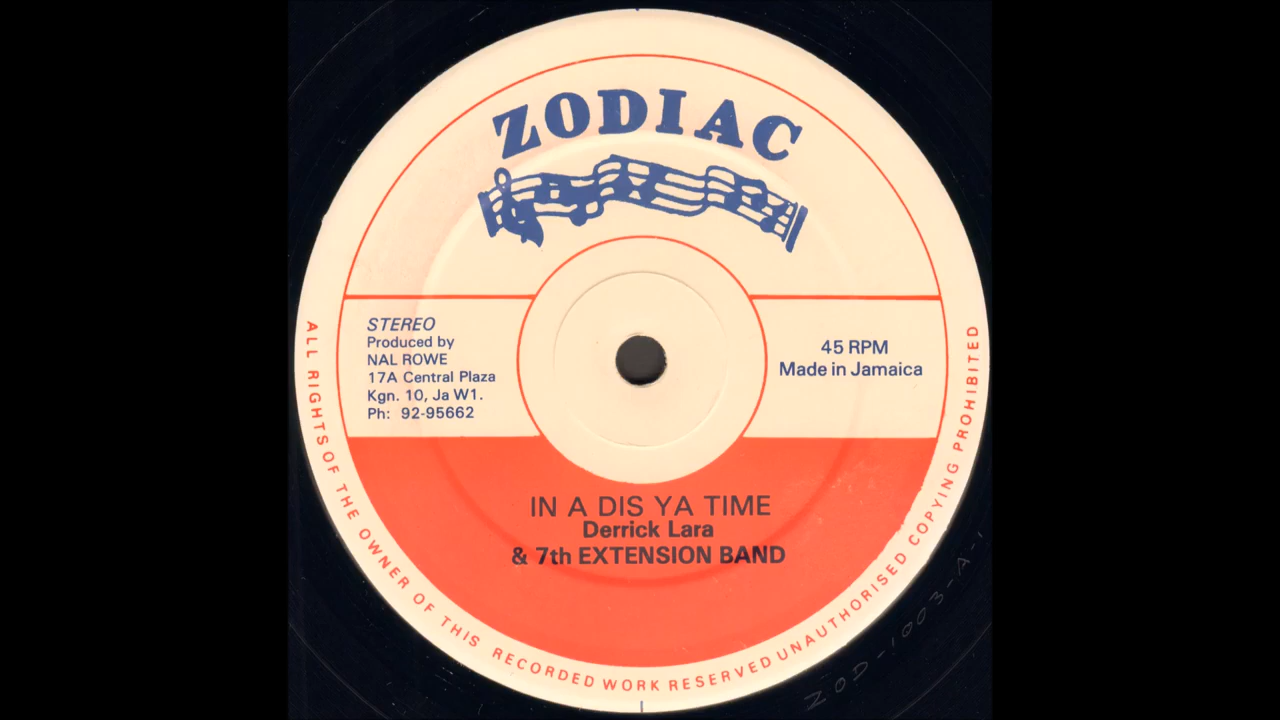 ZODIAC
STEREO
Produced by
NAL ROWE
17A Central Plaza
Kgn. 10, Ja W1.
Ph: 92-95662
45 RPM
Made in Jamaica
IN A DIS YA TIME
Derrick Lara
& 7th EXTENSION BAND
ALL RIGHTS OF THE OWNER OF THIS RECORDED WORK RESERVED UNAUTHORISED COPYING PROHIBITED
ZOD-1003-A-1